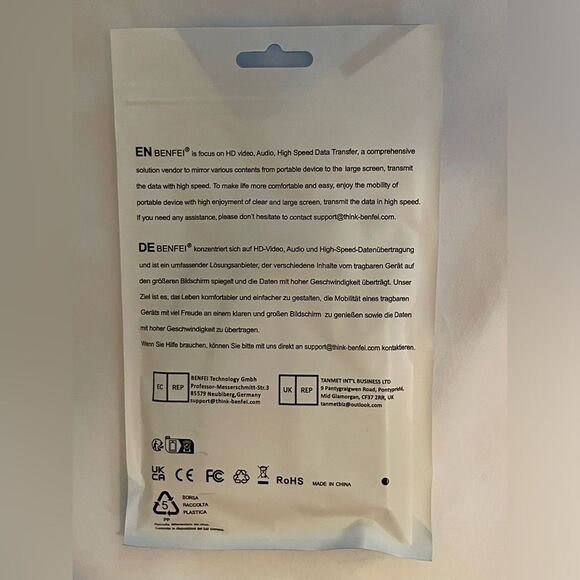 EN BENFEI® is focus on HD video, Audio, High Speed Data Transfer, a comprehensive
solution vendor to mirror various contents from portable device to the large screen, transmit
the data with high speed. To make life more comfortable and easy, enjoy the mobility of
portable device with high enjoyment of clear and large screen, transmit the data in high speed.
If you need any assistance, please don't hesitate to contact support@think-benfei.com.
DE BENFEI® konzentriert sich auf HD-Video, Audio und High-Speed-Datenübertragung
und ist ein umfassender Lösungsanbieter, der verschiedene Inhalte vom tragbaren Gerät auf
den größeren Bildschirm spiegelt und die Daten mit hoher Geschwindigkeit überträgt. Unser
Ziel ist es, das Leben komfortabler und einfacher zu gestalten, die Mobilität eines tragbaren
Geräts mit viel Freude an einem klaren und großen Bildschirm zu genießen sowie die Daten
mit hoher Geschwindigkeit zu übertragen.
Wenn Sie Hilfe brauchen, können Sie bitte mit uns direkt an support@think-benfei.com kontaktieren.
EC REP
BENFEI Technology Gmbh
Professor-Messerschmitt-Str.3
85579 Neubiberg,Germany
support@think-benfei.com
UK REP
TANMET INT'L BUSINESS LTD
9 Pantygraigwen Road, Pontypridd,
Mid Glamorgan, CF37 2RR, UK
tanmetbiz@outlook.com
UK CA CE FC RoHS MADE IN CHINA
5
PP
BORSA
RACCOLTA
PLASTICA